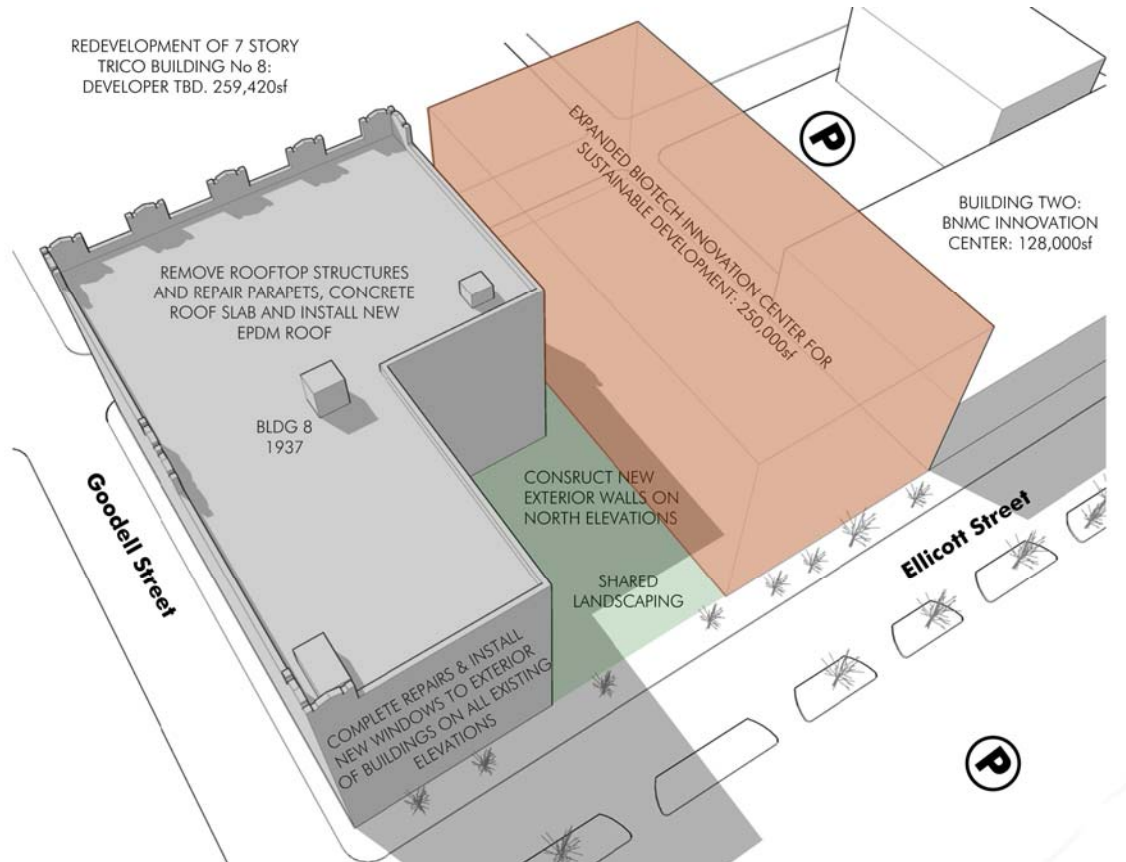 REDEVELOPMENT OF 7 STORY
TRICO BUILDING No 8:
DEVELOPER TBD. 259,420sf
EXPANDED BIOTECH INNOVATION CENTER FOR
SUSTAINABLE DEVELOPMENT: 250,000sf
P
BUILDING TWO:
BNMC INNOVATION
CENTER: 128,000sf
REMOVE ROOFTOP STRUCTURES
AND REPAIR PARAPETS, CONCRETE
ROOF SLAB AND INSTALL NEW
EPDM ROOF
BLDG 8
1937
CONSRUCT NEW
EXTERIOR WALLS ON
NORTH ELEVATIONS
SHARED
LANDSCAPING
Goodell Street
Ellicott Street
COMPLETE REPAIRS & INSTALL
NEW WINDOWS TO EXTERIOR
OF BUILDINGS ON ALL EXISTING
ELEVATIONS
P